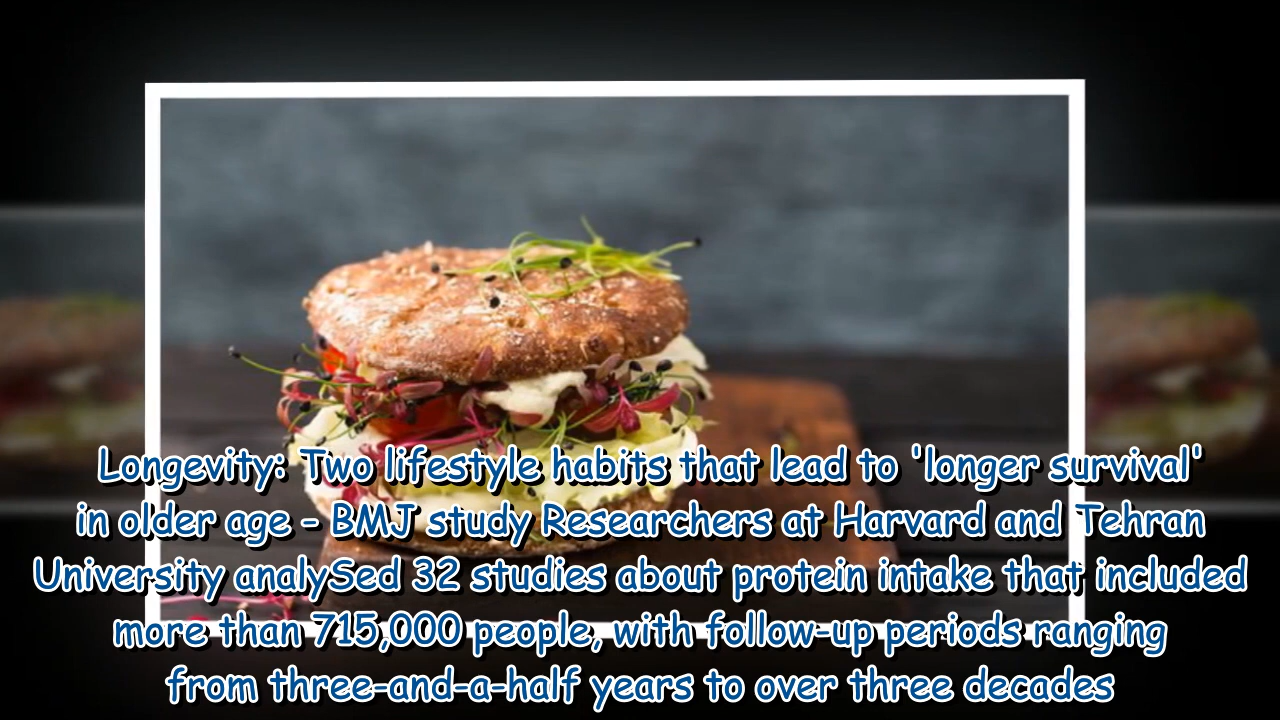 Longevity: Two lifestyle habits that lead to 'longer survival'
in older age - BMJ study Researchers at Harvard and Tehran
University analySed 32 studies about protein intake that included
more than 715,000 people, with follow-up periods ranging
from three-and-a-half years to over three decades